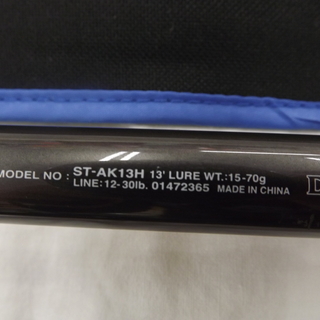 MODEL NO : ST-AK13H 13' LURE WT.:15-70g
LINE:12-30lb. 01472365 MADE IN CHINA